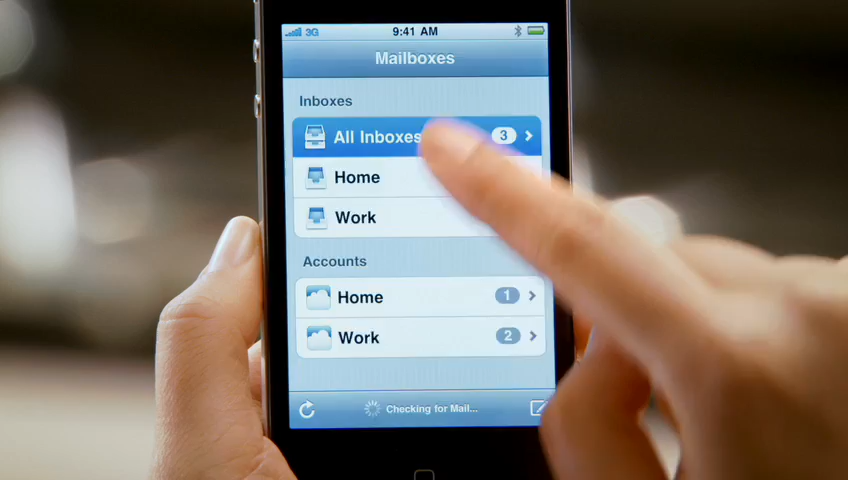 3G 9:41 AM
Mailboxes
Inboxes
All Inboxes 3
Home
Work
Accounts
Home 1
Work 2
Checking for Mail...